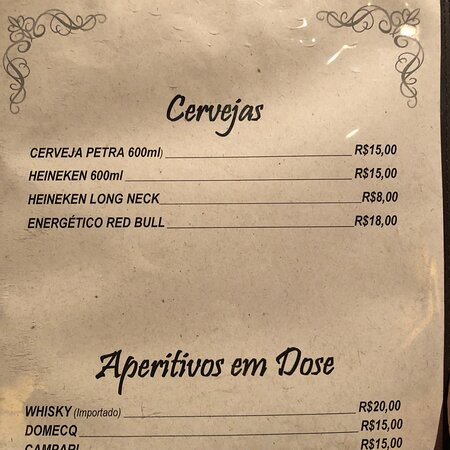 Cervejas
CERVEJA PETRA 600ml) R$15,00
HEINEKEN 600ml R$15,00
HEINEKEN LONG NECK R$8,00
ENERGÉTICO RED BULL R$18,00
Aperitivos em Dose
WHISKY (Importado) R$20,00
DOMECQ R$15,00
CAMPARI R$15,00